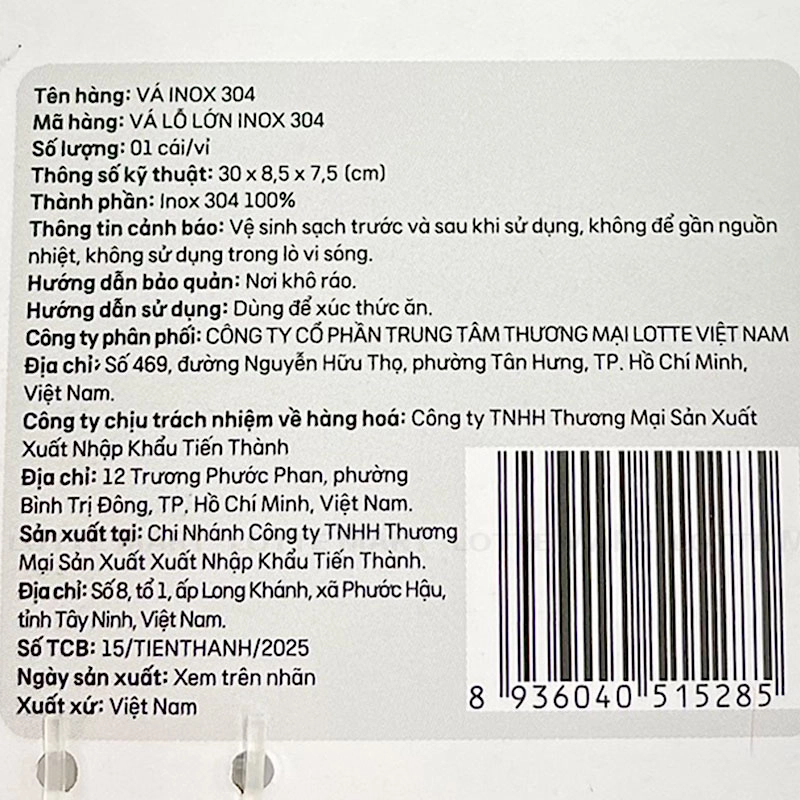 Tên hàng: VÁ INOX 304
Mã hàng: VÁ LỖ LỚN INOX 304
Số lượng: 01 cái/vỉ
Thông số kỹ thuật: 30 x 8,5 x 7,5 (cm)
Thành phần: Inox 304 100%
Thông tin cảnh báo: Vệ sinh sạch trước và sau khi sử dụng, không để gần nguồn
nhiệt, không sử dụng trong lò vi sóng.
Hướng dẫn bảo quản: Nơi khô ráo.
Hướng dẫn sử dụng: Dùng để xúc thức ăn.
Công ty phân phối: CÔNG TY CỔ PHẦN TRUNG TÂM THƯƠNG MẠI LOTTE VIỆT NAM
Địa chỉ: Số 469, đường Nguyễn Hữu Thọ, phường Tân Hưng, TP. Hồ Chí Minh,
Việt Nam.
Công ty chịu trách nhiệm về hàng hoá: Công ty TNHH Thương Mại Sản Xuất
Xuất Nhập Khẩu Tiến Thành
Địa chỉ: 12 Trương Phước Phan, phường
Bình Trị Đông, TP, Hồ Chí Minh, Việt Nam.
Sản xuất tại: Chi Nhánh Công ty TNHH Thương
Mại Sản Xuất Xuất Nhập Khẩu Tiến Thành.
Địa chỉ: Số 8, tổ 1, ấp Long Khánh, xã Phước Hậu,
tỉnh Tây Ninh, Việt Nam.
Số TCB: 15/TIENTHANH/2025
Ngày sản xuất: Xem trên nhãn
Xuất xứ: Việt Nam
8 936040 515285